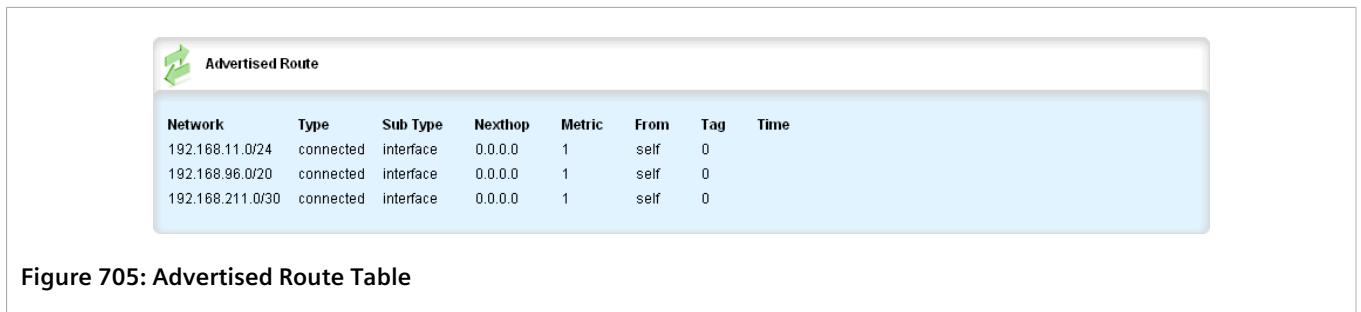 Advertised Route
Network Type Sub Type Nexthop Metric From Tag Time
192.168.11.0/24 connected interface 0.0.0.0 1 self 0
192.168.96.0/20 connected interface 0.0.0.0 1 self 0
192.168.211.0/30 connected interface 0.0.0.0 1 self 0
Figure 705: Advertised Route Table